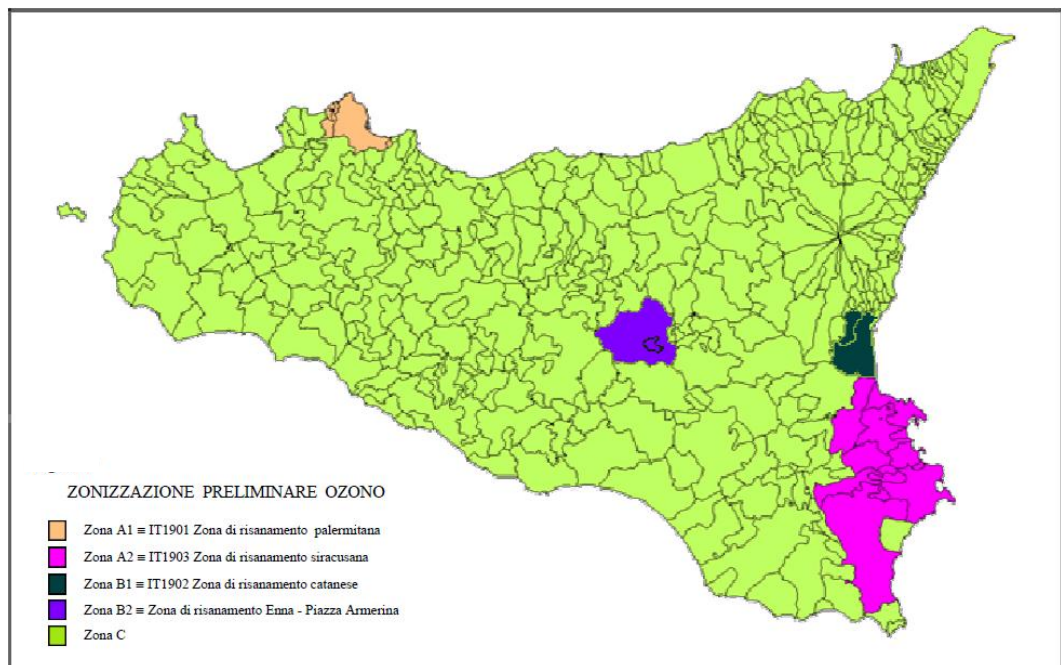 ZONIZZAZIONE PRELIMINARE OZONO
Zona A1 ≡ IT1901 Zona di risanamento palermitana
Zona A2 ≡ IT1903 Zona di risanamento siracusana
Zona B1 ≡ IT1902 Zona di risanamento catanese
Zona B2 ≡ Zona di risanamento Enna - Piazza Armerina
Zona C